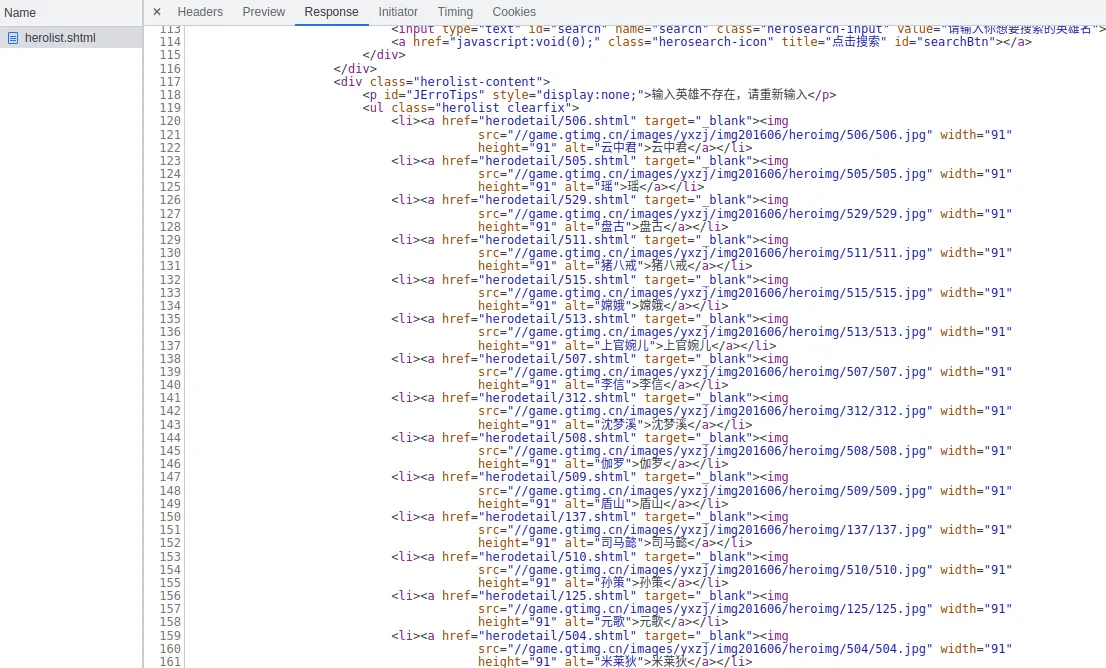 Name
× Headers Preview Response Initiator Timing Cookies
herolist.shtml
113 <input type="text" id="search" name="search" class="herosearch-input" value="请输入你想要搜索的英雄名">
114 <a href="javascript:void(0);" class="herosearch-icon" title="点击搜索" id="searchBtn"></a>
115 </div>
116 </div>
117 <div class="herolist-content">
118 <p id="JErroTips" style="display:none;">输入英雄不存在，请重新输入</p>
119 <ul class="herolist clearfix">
120 <li><a href="herodetail/506.shtml" target="_blank"><img
121 src="//game.gtimg.cn/images/yxzj/img201606/heroimg/506/506.jpg" width="91"
122 height="91" alt="云中君">云中君</a></li>
123 <li><a href="herodetail/505.shtml" target="_blank"><img
124 src="//game.gtimg.cn/images/yxzj/img201606/heroimg/505/505.jpg" width="91"
125 height="91" alt="瑶">瑶</a></li>
126 <li><a href="herodetail/529.shtml" target="_blank"><img
127 src="//game.gtimg.cn/images/yxzj/img201606/heroimg/529/529.jpg" width="91"
128 height="91" alt="盘古">盘古</a></li>
129 <li><a href="herodetail/511.shtml" target="_blank"><img
130 src="//game.gtimg.cn/images/yxzj/img201606/heroimg/511/511.jpg" width="91"
131 height="91" alt="猪八戒">猪八戒</a></li>
132 <li><a href="herodetail/515.shtml" target="_blank"><img
133 src="//game.gtimg.cn/images/yxzj/img201606/heroimg/515/515.jpg" width="91"
134 height="91" alt="嫦娥">嫦娥</a></li>
135 <li><a href="herodetail/513.shtml" target="_blank"><img
136 src="//game.gtimg.cn/images/yxzj/img201606/heroimg/513/513.jpg" width="91"
137 height="91" alt="上官婉儿">上官婉儿</a></li>
138 <li><a href="herodetail/507.shtml" target="_blank"><img
139 src="//game.gtimg.cn/images/yxzj/img201606/heroimg/507/507.jpg" width="91"
140 height="91" alt="李信">李信</a></li>
141 <li><a href="herodetail/312.shtml" target="_blank"><img
142 src="//game.gtimg.cn/images/yxzj/img201606/heroimg/312/312.jpg" width="91"
143 height="91" alt="沈梦溪">沈梦溪</a></li>
144 <li><a href="herodetail/508.shtml" target="_blank"><img
145 src="//game.gtimg.cn/images/yxzj/img201606/heroimg/508/508.jpg" width="91"
146 height="91" alt="伽罗">伽罗</a></li>
147 <li><a href="herodetail/509.shtml" target="_blank"><img
148 src="//game.gtimg.cn/images/yxzj/img201606/heroimg/509/509.jpg" width="91"
149 height="91" alt="盾山">盾山</a></li>
150 <li><a href="herodetail/137.shtml" target="_blank"><img
151 src="//game.gtimg.cn/images/yxzj/img201606/heroimg/137/137.jpg" width="91"
152 height="91" alt="司马懿">司马懿</a></li>
153 <li><a href="herodetail/510.shtml" target="_blank"><img
154 src="//game.gtimg.cn/images/yxzj/img201606/heroimg/510/510.jpg" width="91"
155 height="91" alt="孙策">孙策</a></li>
156 <li><a href="herodetail/125.shtml" target="_blank"><img
157 src="//game.gtimg.cn/images/yxzj/img201606/heroimg/125/125.jpg" width="91"
158 height="91" alt="元歌">元歌</a></li>
159 <li><a href="herodetail/504.shtml" target="_blank"><img
160 src="//game.gtimg.cn/images/yxzj/img201606/heroimg/504/504.jpg" width="91"
161 height="91" alt="米莱狄">米莱狄</a></li>